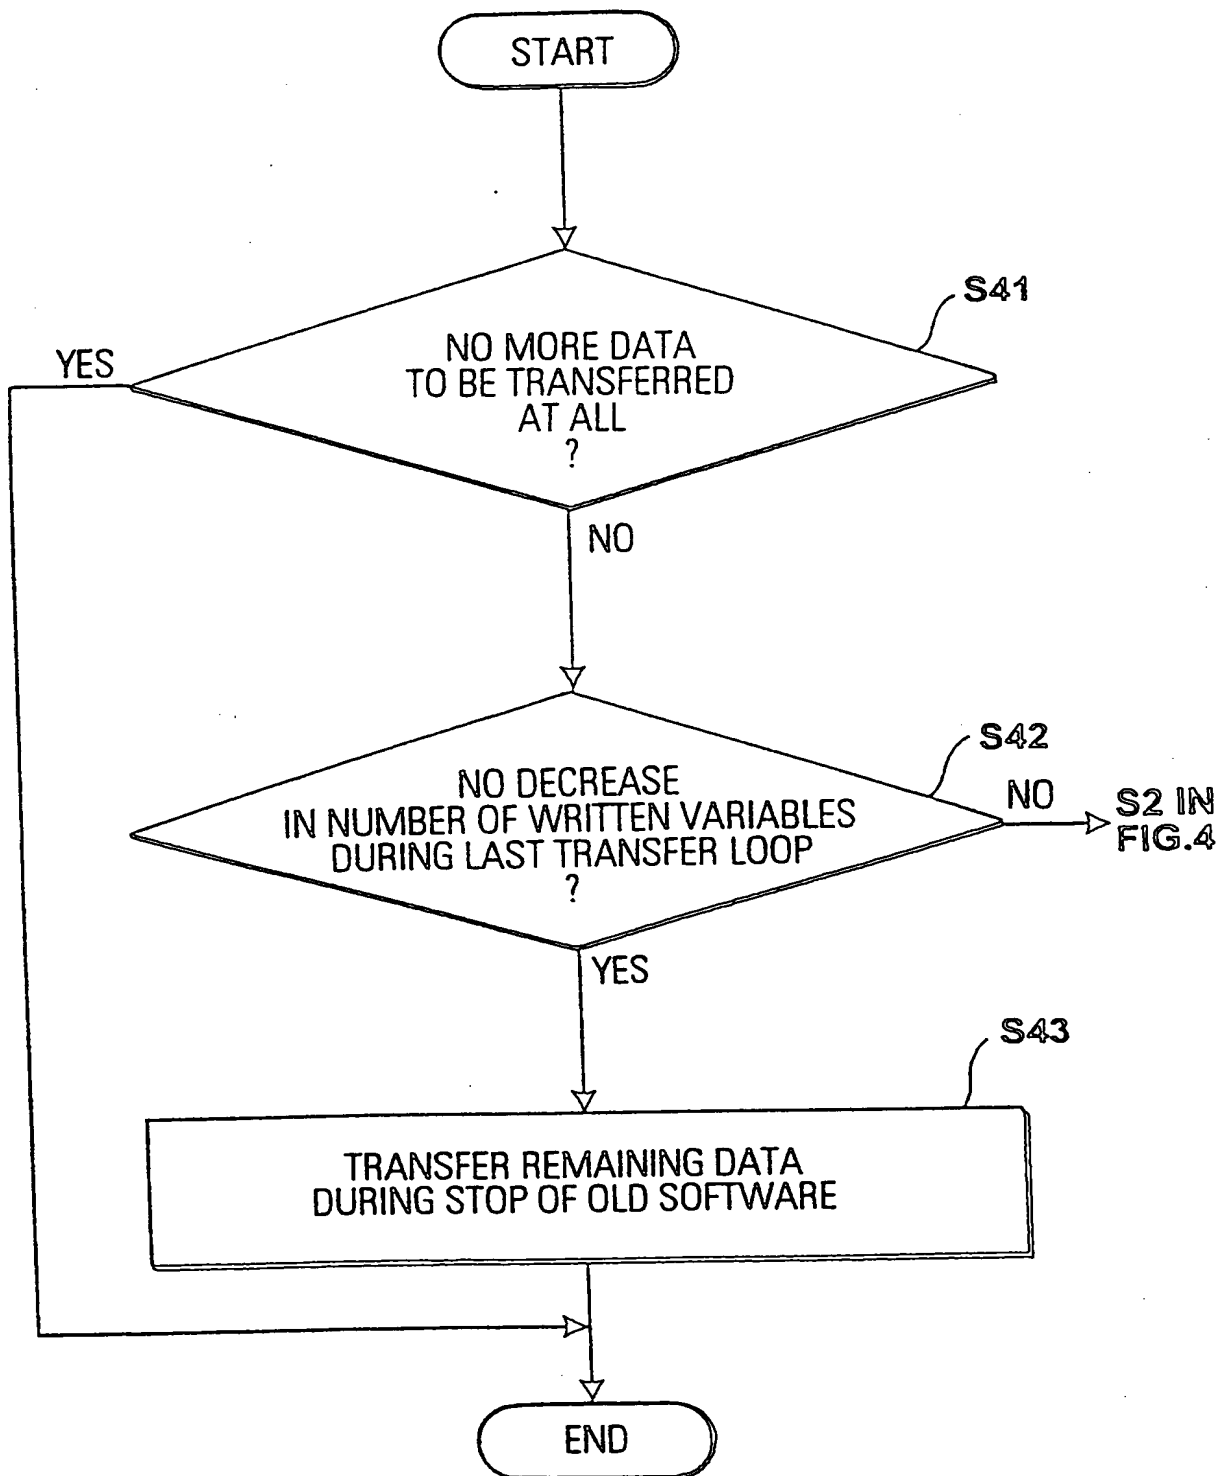 START
S41
YES
NO MORE DATA
TO BE TRANSFERRED
AT ALL
?
NO
S42
NO DECREASE
IN NUMBER OF WRITTEN VARIABLES
DURING LAST TRANSFER LOOP
?
NO
S2 IN
FIG.4
YES
S43
TRANSFER REMAINING DATA
DURING STOP OF OLD SOFTWARE
END